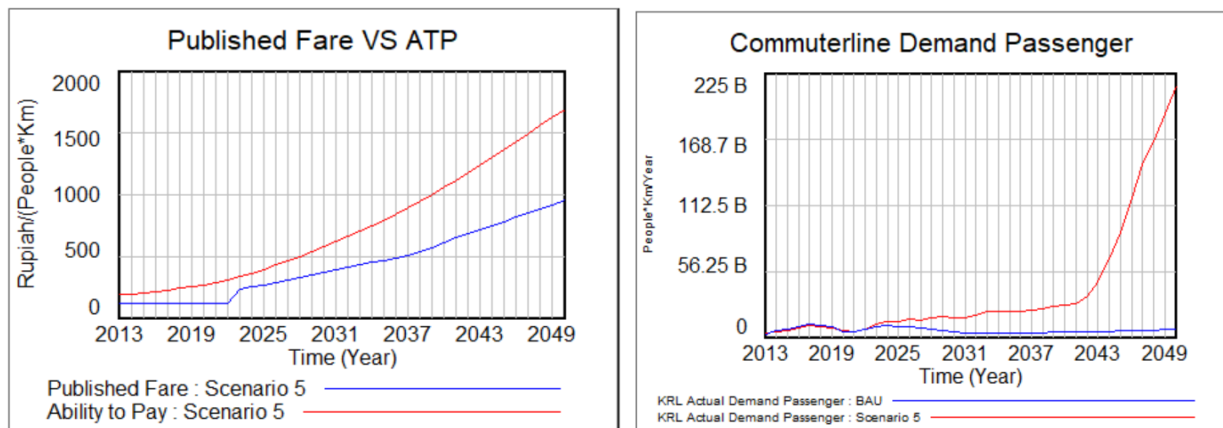 Published Fare VS ATP
2000
1500
1000
500
0
Rupiah/(People*Km)
2013 2019 2025 2031 2037 2043 2049
Time (Year)
Published Fare : Scenario 5
Ability to Pay : Scenario 5
Commuterline Demand Passenger
225 B
168.7 B
112.5 B
56.25 B
0
People*Km/Year
2013 2019 2025 2031 2037 2043 2049
Time (Year)
KRL Actual Demand Passenger : BAU
KRL Actual Demand Passenger : Scenario 5